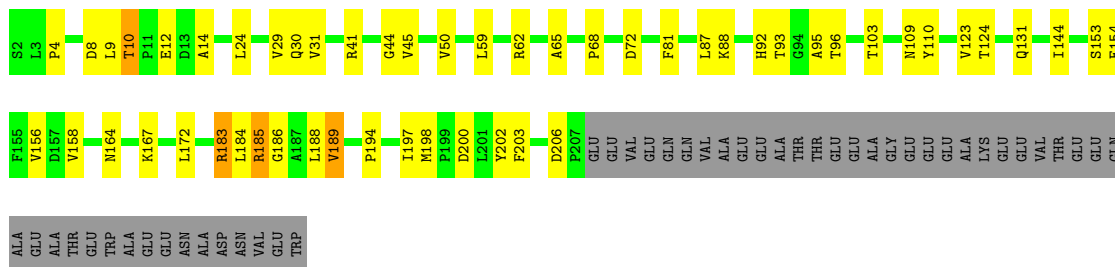 S2 L3 P4 D8 L9 T10 P11 E12 D13 A14 L24 V29 Q30 V31 R41 G44 V45 V50 L59 R62 A65 P68 D72 F81 L87 K88 H92 T93 G94 A95 T96 T103 N109 Y110 V123 T124 Q131 I144 S153 E154
F155 V156 D157 V158 N164 K167 L172 R183 L184 R185 G186 A187 L188 V189 P194 I197 M198 P199 D200 L201 Y202 F203 D206 P207 GLU GLU VAL GLU GLN GLN VAL ALA GLU GLU ALA THR THR GLU GLU ALA GLY GLU GLU GLU ALA LYS GLU GLU VAL THR GLU GLU GLN
ALA GLU ALA THR GLU TRP ALA GLU GLU ASN ALA ASP ASN VAL GLU TRP